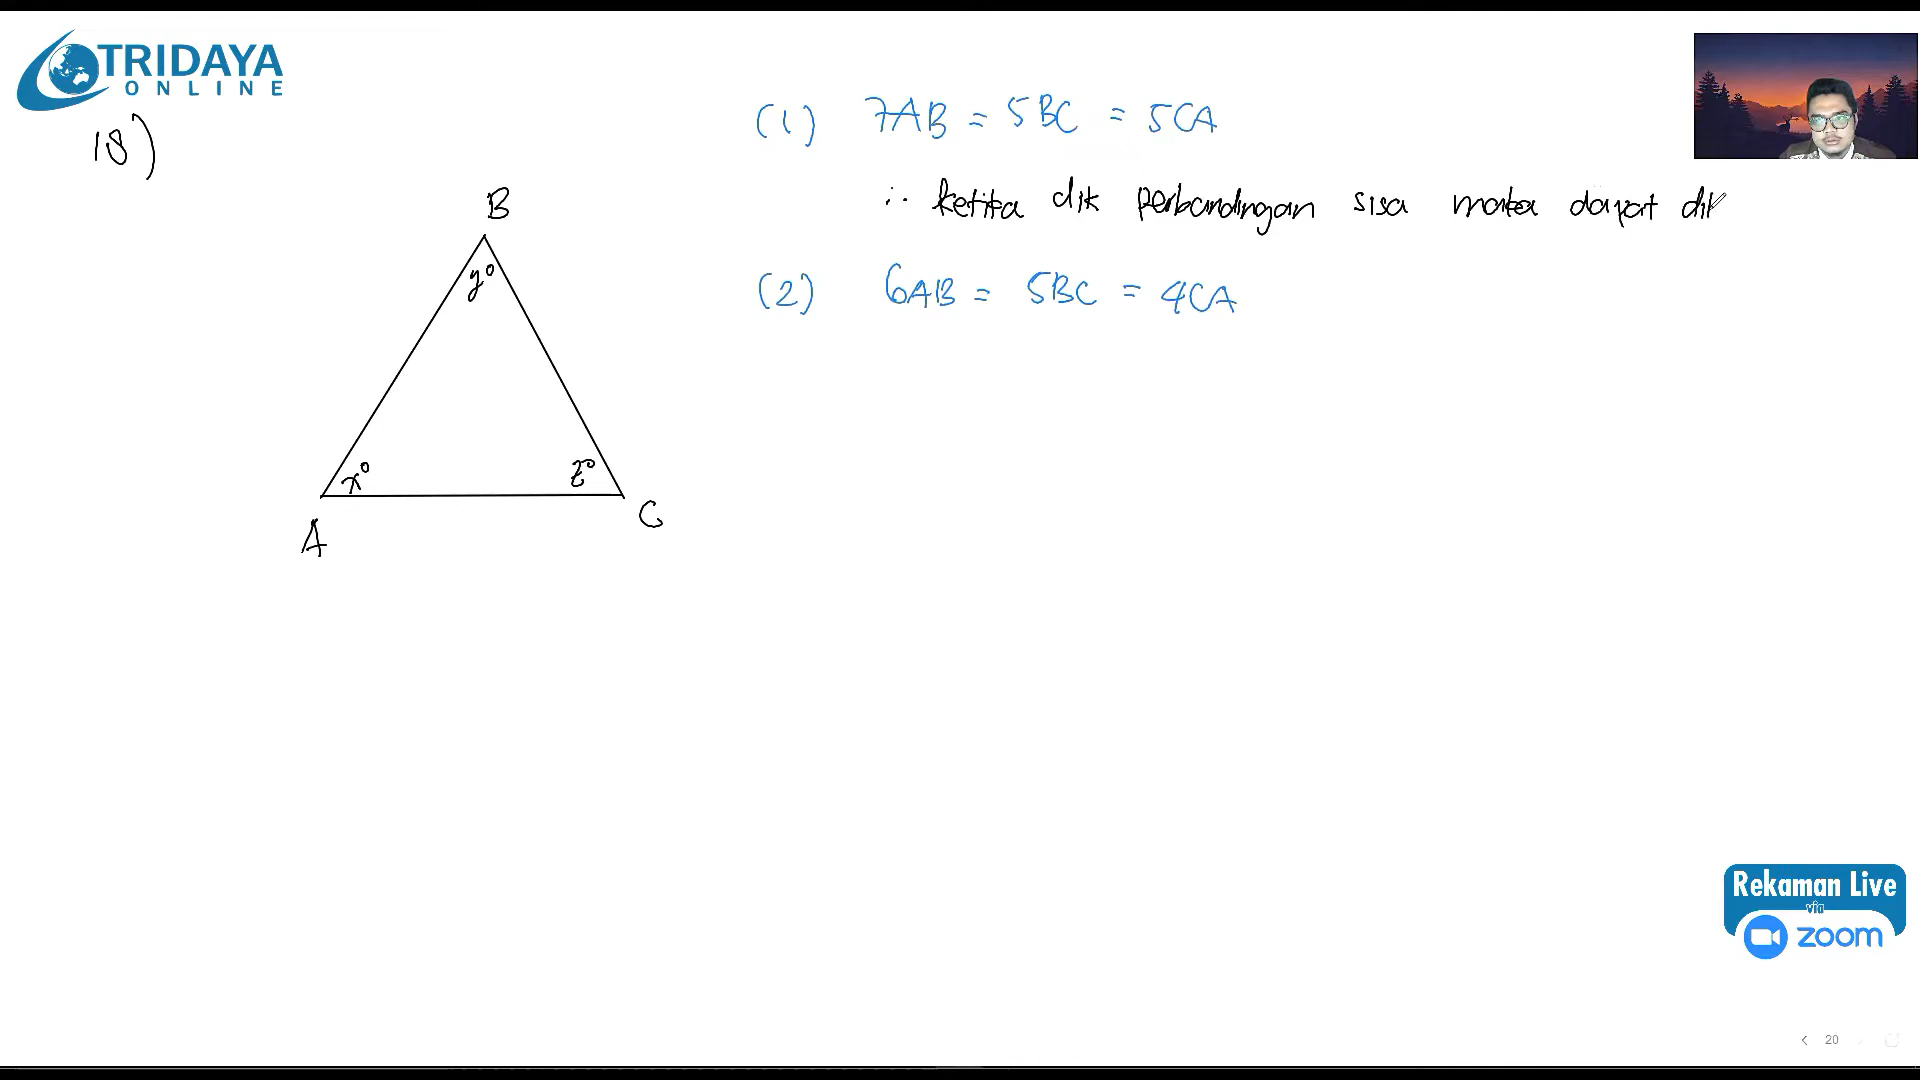 TRIDAYA
ONLINE
18)
(1) 7AB = 5BC = 5CA
∴ ketika dik perbandingan sisa maka dapat dik
(2) 6AB = 5BC = 4CA
B
y°
x°
z°
A
C
Rekaman Live
via
zoom
< 20